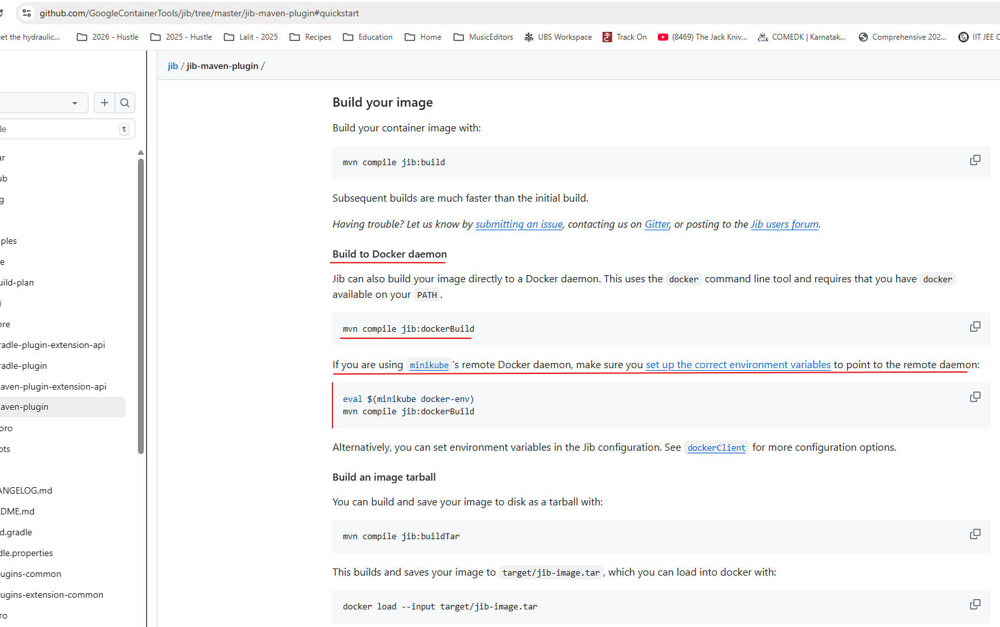 github.com/GoogleContainerTools/jib/tree/master/jib-maven-plugin#quickstart
eet the hydraulic... 2026 - Hustle 2025 - Hustle Lalit - 2025 Recipes Education Home MusicEditors UBS Workspace Track On (8469) The Jack Kniv... COMEDK | Karnatak... Comprehensive 202... IIT JEE C
jib / jib-maven-plugin /
t
le
ar
ub
g
ples
e
uild-plan
i
ore
radle-plugin-extension-api
radle-plugin
aven-plugin-extension-api
aven-plugin
oro
pts
ANGELOG.md
DME.md
d.gradle
dle.properties
ugins-common
ugins-extension-common
ro
Build your image
Build your container image with:
mvn compile jib:build
Subsequent builds are much faster than the initial build.
Having trouble? Let us know by submitting an issue, contacting us on Gitter, or posting to the Jib users forum.
Build to Docker daemon
Jib can also build your image directly to a Docker daemon. This uses the docker command line tool and requires that you have docker
available on your PATH.
mvn compile jib:dockerBuild
If you are using minikube's remote Docker daemon, make sure you set up the correct environment variables to point to the remote daemon:
eval $(minikube docker-env)
mvn compile jib:dockerBuild
Alternatively, you can set environment variables in the Jib configuration. See dockerClient for more configuration options.
Build an image tarball
You can build and save your image to disk as a tarball with:
mvn compile jib:buildTar
This builds and saves your image to target/jib-image.tar, which you can load into docker with:
docker load --input target/jib-image.tar